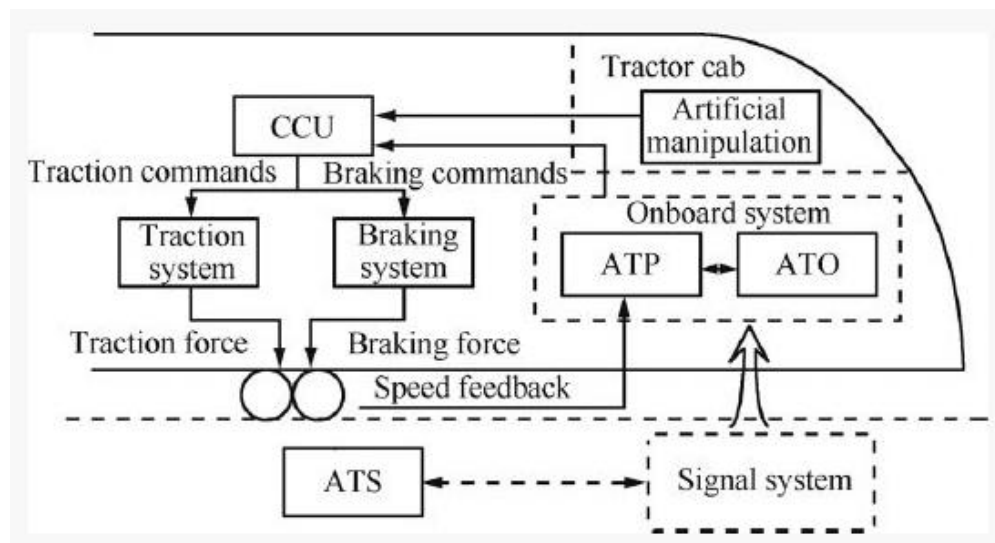 Tractor cab
Artificial
manipulation
CCU
Traction commands
Braking commands
Onboard system
Traction
system
Braking
system
ATP
ATO
Traction force
Braking force
Speed feedback
ATS
Signal system